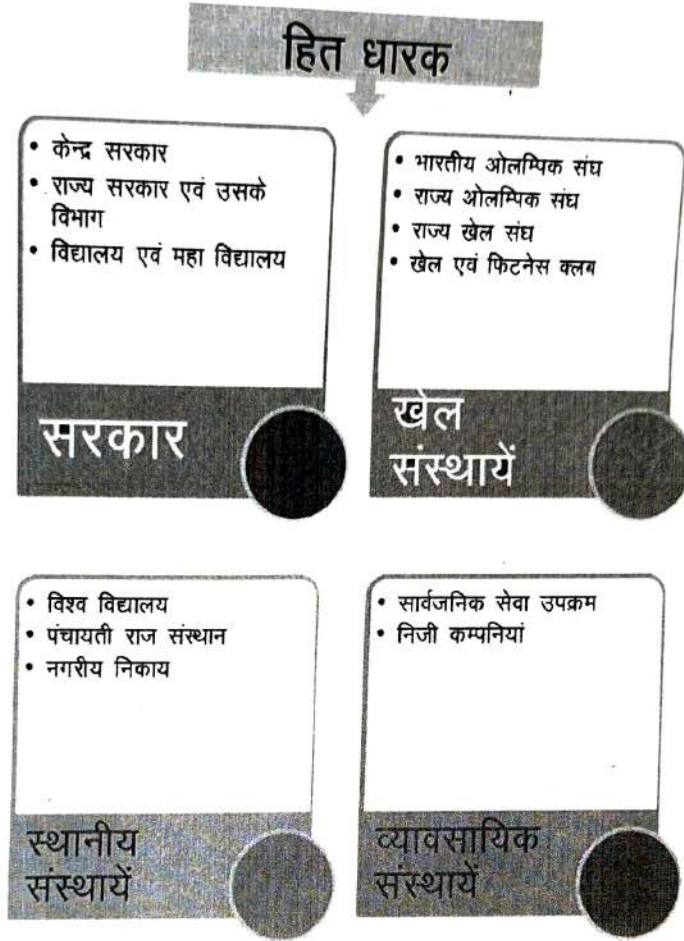 हित धारक
• केन्द्र सरकार
• राज्य सरकार एवं उसके
विभाग
• विद्यालय एवं महा विद्यालय
सरकार
• भारतीय ओलम्पिक संघ
• राज्य ओलम्पिक संघ
• राज्य खेल संघ
• खेल एवं फिटनेस क्लब
खेल
संस्थायें
• विश्व विद्यालय
• पंचायती राज संस्थान
• नगरीय निकाय
स्थानीय
संस्थायें
• सार्वजनिक सेवा उपक्रम
• निजी कम्पनियां
व्यावसायिक
संस्थायें